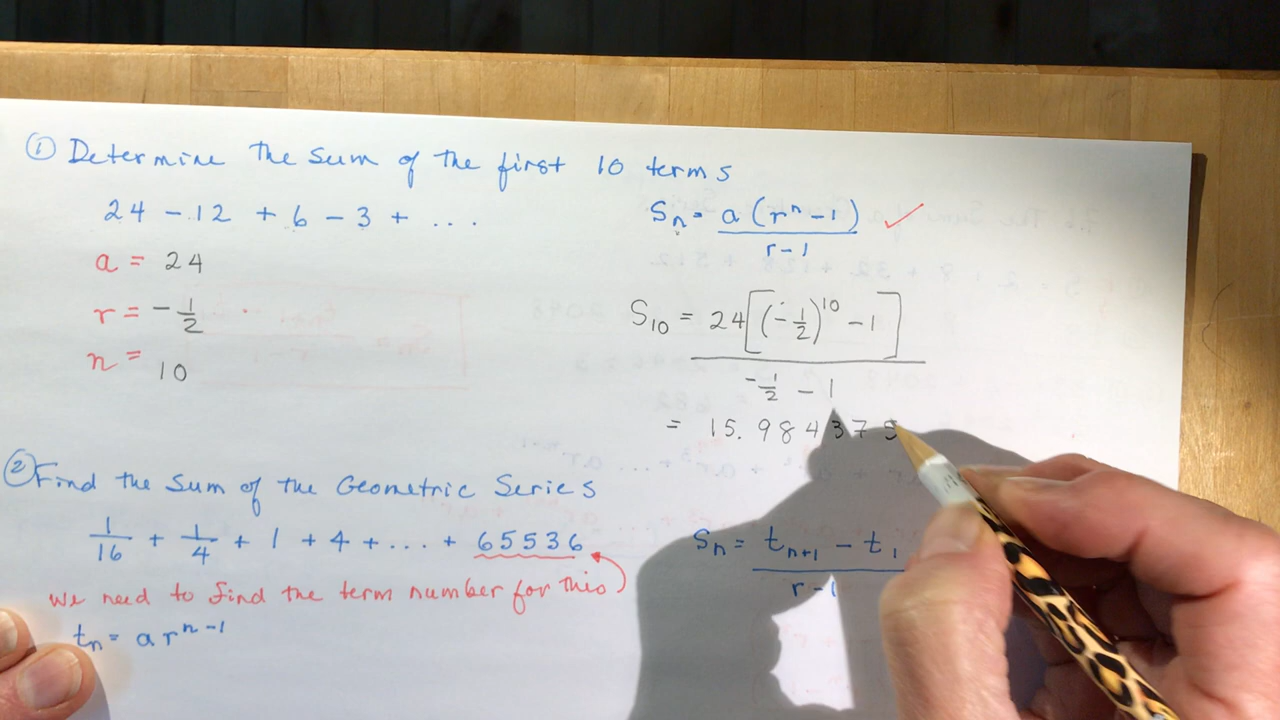 ① Determine the Sum of the first 10 terms
24 - 12 + 6 - 3 + ...
a = 24
r = -1/2
n = 10
Sₙ = a(rⁿ-1)/(r-1) ✓
S₁₀ = 24[(-1/2)¹⁰ - 1]/(-1/2 - 1)
= 15.984375
② Find the Sum of the Geometric Series
1/16 + 1/4 + 1 + 4 + ... + 65536
we need to find the term number for this
tₙ = arⁿ⁻¹
Sₙ = (tₙ₊₁ - t₁)/(r-1)